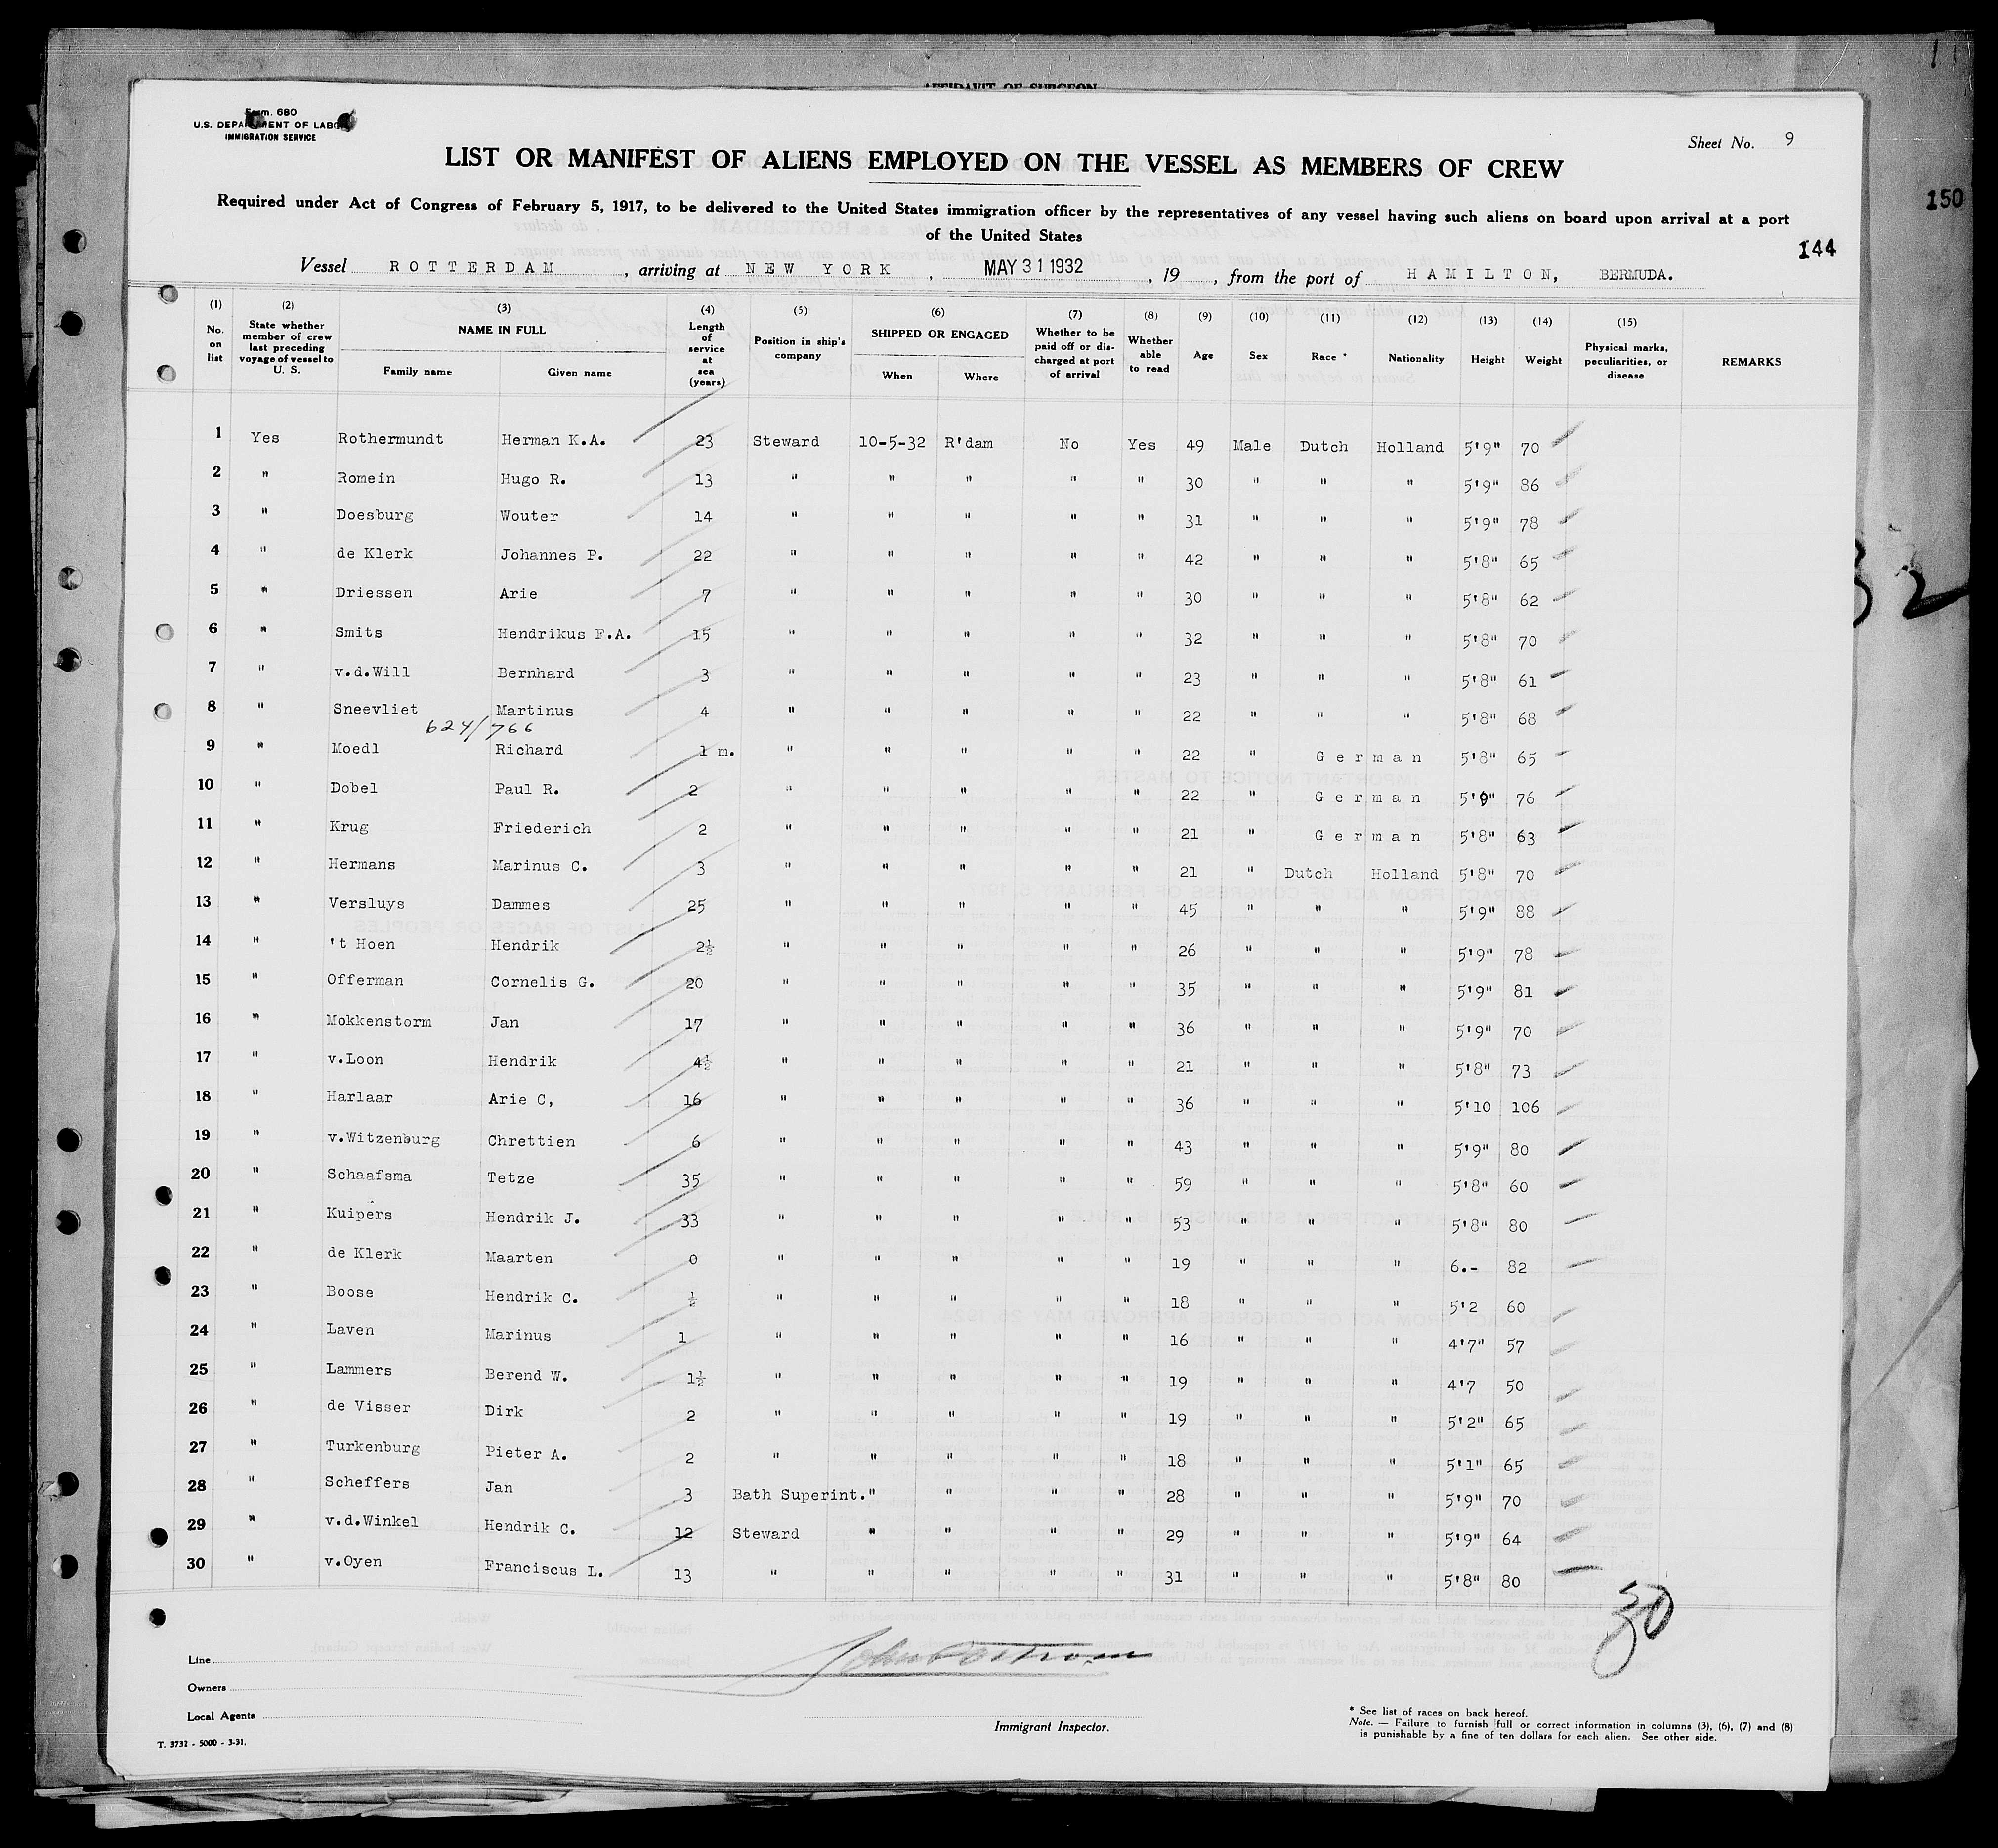 AFFIDAVIT OF SURGEON
Form. 680
U.S. DEPARTMENT OF LABOR
IMMIGRATION SERVICE
Sheet No. 9
LIST OR MANIFEST OF ALIENS EMPLOYED ON THE VESSEL AS MEMBERS OF CREW
150
Required under Act of Congress of February 5, 1917, to be delivered to the United States immigration officer by the representatives of any vessel having such aliens on board upon arrival at a port
of the United States
144
Vessel ROTTERDAM, arriving at NEW YORK, MAY 31 1932, 19 , from the port of HAMILTON, BERMUDA.
(1) No. on list (2) State whether member of crew last preceding voyage of vessel to U. S. (3) NAME IN FULL Family name Given name (4) Length of service at sea (years) (5) Position in ship's company (6) SHIPPED OR ENGAGED When Where (7) Whether to be paid off or discharged at port of arrival (8) Whether able to read (9) Age (10) Sex (11) Race * (12) Nationality (13) Height (14) Weight (15) Physical marks, peculiarities, or disease REMARKS
1 Yes Rothermundt Herman K.A. 23 Steward 10-5-32 R'dam No Yes 49 Male Dutch Holland 5'9" 70
2 " Romein Hugo R. 13 " " " " " 30 " " " 5'9" 86
3 " Doesburg Wouter 14 " " " " " 31 " " " 5'9" 78
4 " de Klerk Johannes P. 22 " " " " " 42 " " " 5'8" 65
5 " Driessen Arie 7 " " " " " 30 " " " 5'8" 62
6 " Smits Hendrikus F.A. 15 " " " " " 32 " " " 5'8" 70
7 " v.d.Will Bernhard 3 " " " " " 23 " " " 5'8" 61
8 " Sneevliet Martinus 4 " " " " " 22 " " " 5'8" 68
624/766
9 " Moedl Richard 1 m. " " " " " 22 " German 5'8" 65
10 " Dobel Paul R. 2 " " " " " 22 " German 5'9" 76
11 " Krug Friederich 2 " " " " " 21 " German 5'8" 63
12 " Hermans Marinus C. 3 " " " " " 21 " Dutch Holland 5'8" 70
13 " Versluys Dammes 25 " " " " " 45 " " " 5'9" 88
14 " 't Hoen Hendrik 2½ " " " " " 26 " " " 5'9" 78
15 " Offerman Cornelis G. 20 " " " " " 35 " " " 5'9" 81
16 " Mokkenstorm Jan 17 " " " " " 36 " " " 5'9" 70
17 " v.Loon Hendrik 4½ " " " " " 21 " " " 5'8" 73
18 " Harlaar Arie C, 16 " " " " " 36 " " " 5'10 106
19 " v.Witzenburg Chrettien 6 " " " " " 43 " " " 5'9" 80
20 " Schaafsma Tetze 35 " " " " " 59 " " " 5'8" 60
21 " Kuipers Hendrik J. 33 " " " " " 53 " " " 5'8" 80
22 " de Klerk Maarten 0 " " " " " 19 " " " 6.- 82
23 " Boose Hendrik C. ½ " " " " " 18 " " " 5'2 60
24 " Laven Marinus 1 " " " " " 16 " " " 4'7" 57
25 " Lammers Berend W. 1½ " " " " " 19 " " " 4'7 50
26 " de Visser Dirk 2 " " " " " 19 " " " 5'2" 65
27 " Turkenburg Pieter A. 2 " " " " " 18 " " " 5'1" 65
28 " Scheffers Jan 3 Bath Superint. " " " " 28 " " " 5'9" 70
29 " v.d.Winkel Hendrik C. 12 Steward " " " " 29 " " " 5'9" 64
30 " v.Oyen Franciscus L. 13 " " " " " 31 " " " 5'8" 80
30
Line
Owners
Local Agents
Immigrant Inspector.
* See list of races on back hereof.
Note. — Failure to furnish full or correct information in columns (3), (6), (7) and (8)
is punishable by a fine of ten dollars for each alien. See other side.
T. 3732 - 5000 - 3-31.